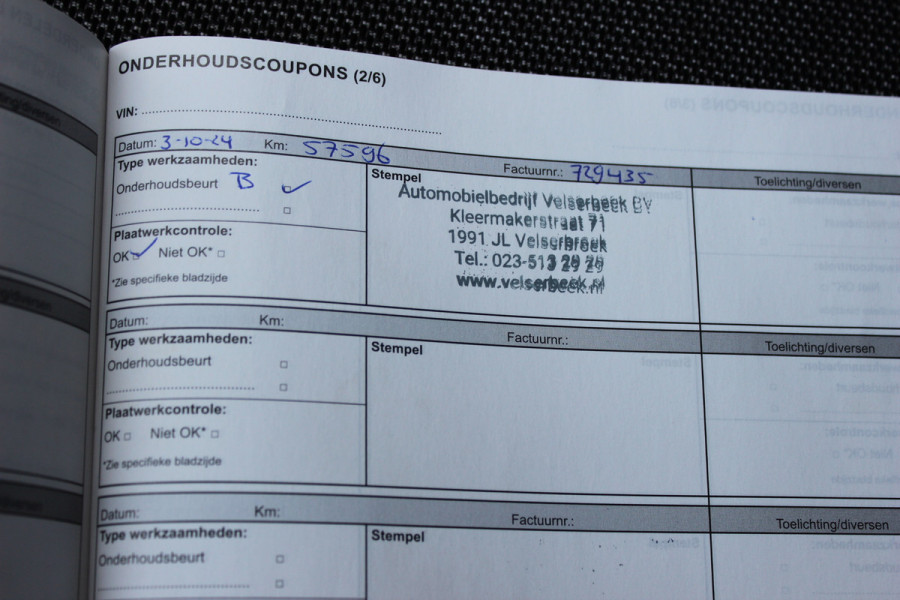 ONDERHOUDSCOUPONS (2/6)
VIN:
Datum: 3-10-24 Km: 57596 Factuurnr.: 729435
Type werkzaamheden:
Onderhoudsbeurt B
Plaatwerkcontrole:
OK Niet OK*
*Zie specifieke bladzijde
Stempel
Automobielbedrijf Velserbeek BV
Kleermakerstraat 71
1991 JL Velserbroek
Tel.: 023-513 29 29
www.velserbeek.nl
Toelichting/diversen
Datum: Km: Factuurnr.:
Type werkzaamheden:
Onderhoudsbeurt
Plaatwerkcontrole:
OK Niet OK*
*Zie specifieke bladzijde
Stempel
Toelichting/diversen
Datum: Km: Factuurnr.:
Type werkzaamheden:
Onderhoudsbeurt
Stempel
Toelichting/diversen